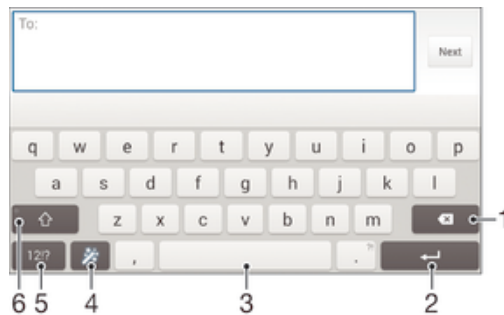 To:
Next
q w e r t y u i o p
a s d f g h j k l
z x c v b n m
12!? , . ?!
1
6 5 4 3 2